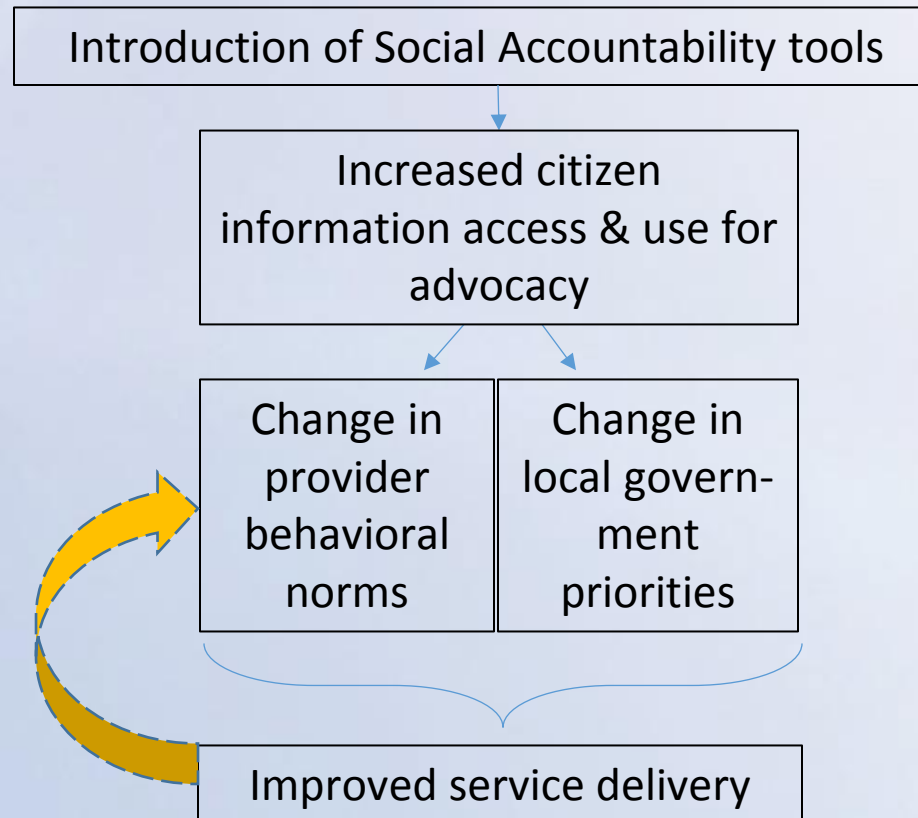 Introduction of Social Accountability tools
Increased citizen
information access & use for
advocacy
Change in
provider
behavioral
norms
Change in
local govern-
ment
priorities
Improved service delivery